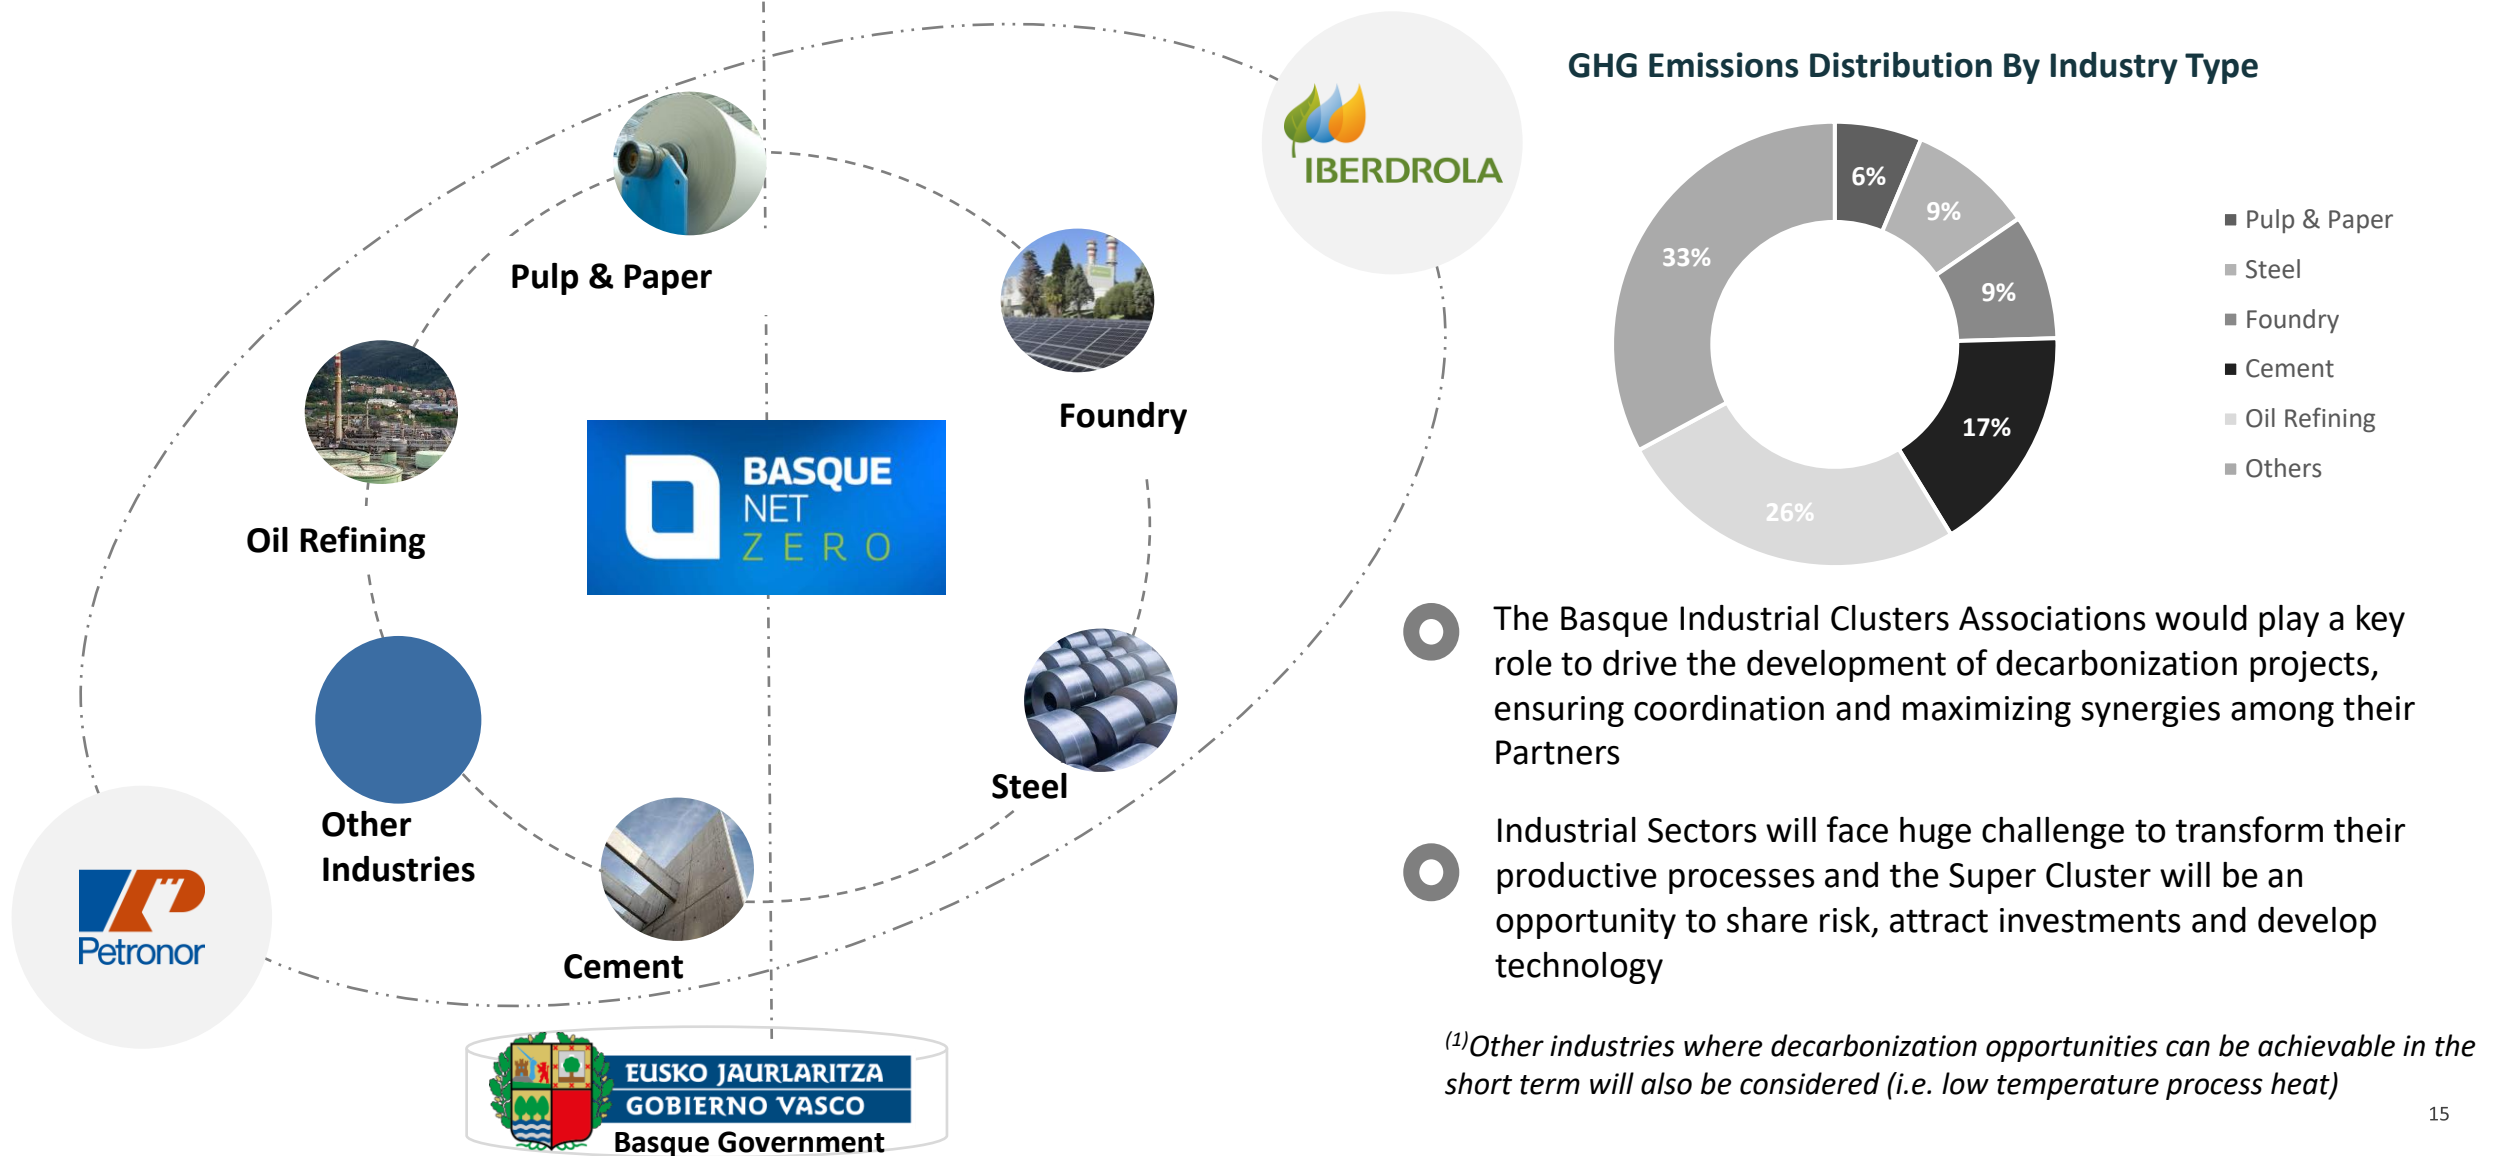 IBERDROLA
Pulp & Paper
Foundry
BASQUE
NET
ZERO
Oil Refining
Other
Industries
Steel
Petronor
Cement
EUSKO JAURLARITZA
GOBIERNO VASCO
Basque Government
GHG Emissions Distribution By Industry Type
6%
9%
9%
17%
26%
33%
Pulp & Paper
Steel
Foundry
Cement
Oil Refining
Others
The Basque Industrial Clusters Associations would play a key
role to drive the development of decarbonization projects,
ensuring coordination and maximizing synergies among their
Partners
Industrial Sectors will face huge challenge to transform their
productive processes and the Super Cluster will be an
opportunity to share risk, attract investments and develop
technology
(1)Other industries where decarbonization opportunities can be achievable in the
short term will also be considered (i.e. low temperature process heat)
15